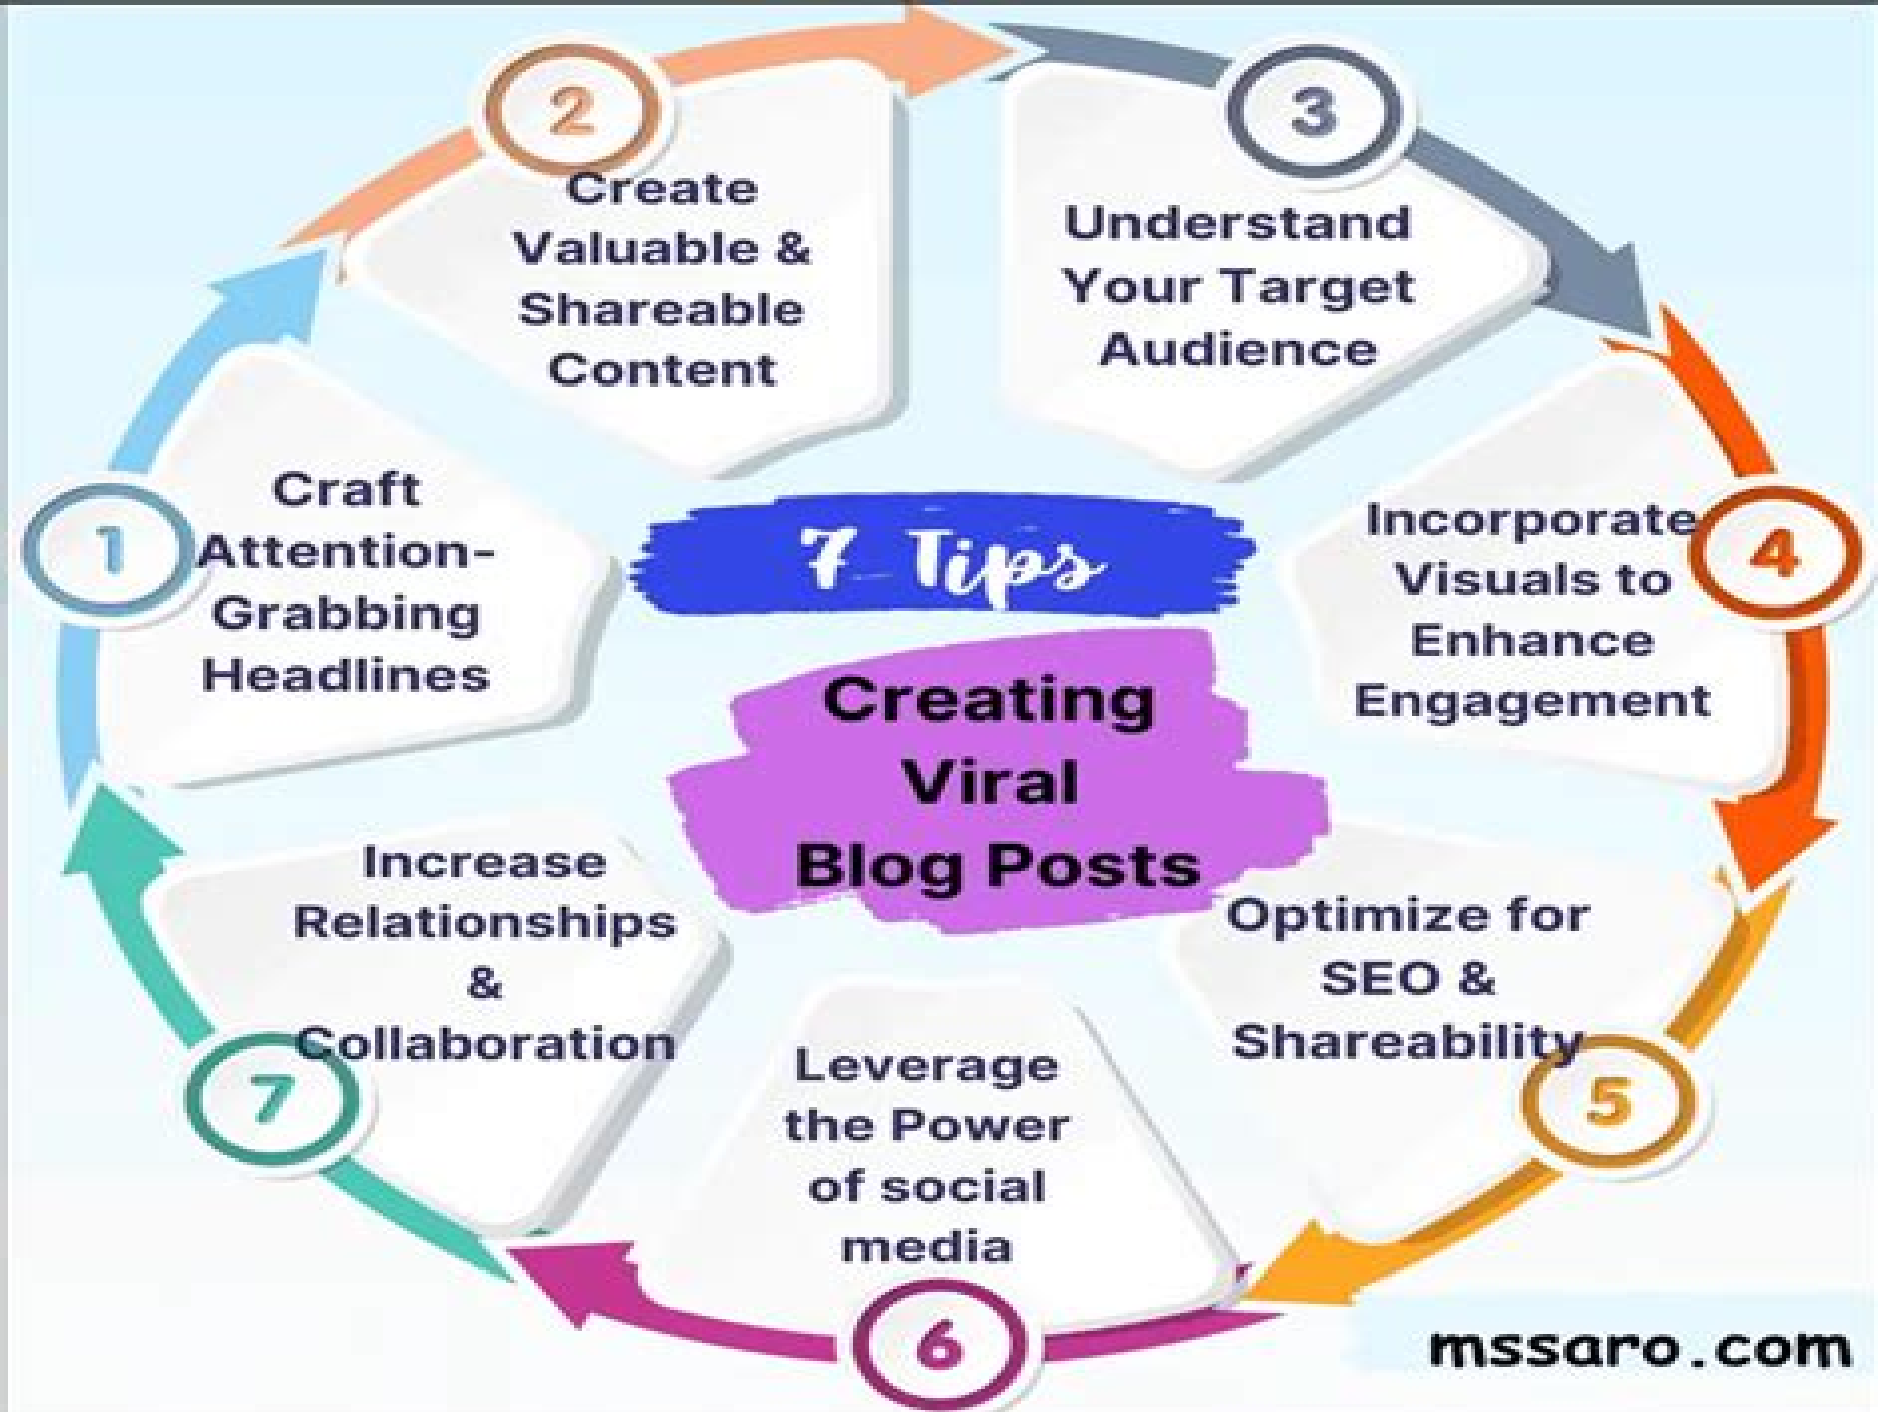 7 Tips
Creating
Viral
Blog Posts
1
Craft
Attention-
Grabbing
Headlines
2
Create
Valuable &
Shareable
Content
3
Understand
Your Target
Audience
4
Incorporate
Visuals to
Enhance
Engagement
5
Optimize for
SEO &
Shareability
6
Leverage
the Power
of social
media
7
Increase
Relationships
&
Collaboration
mssaro.com